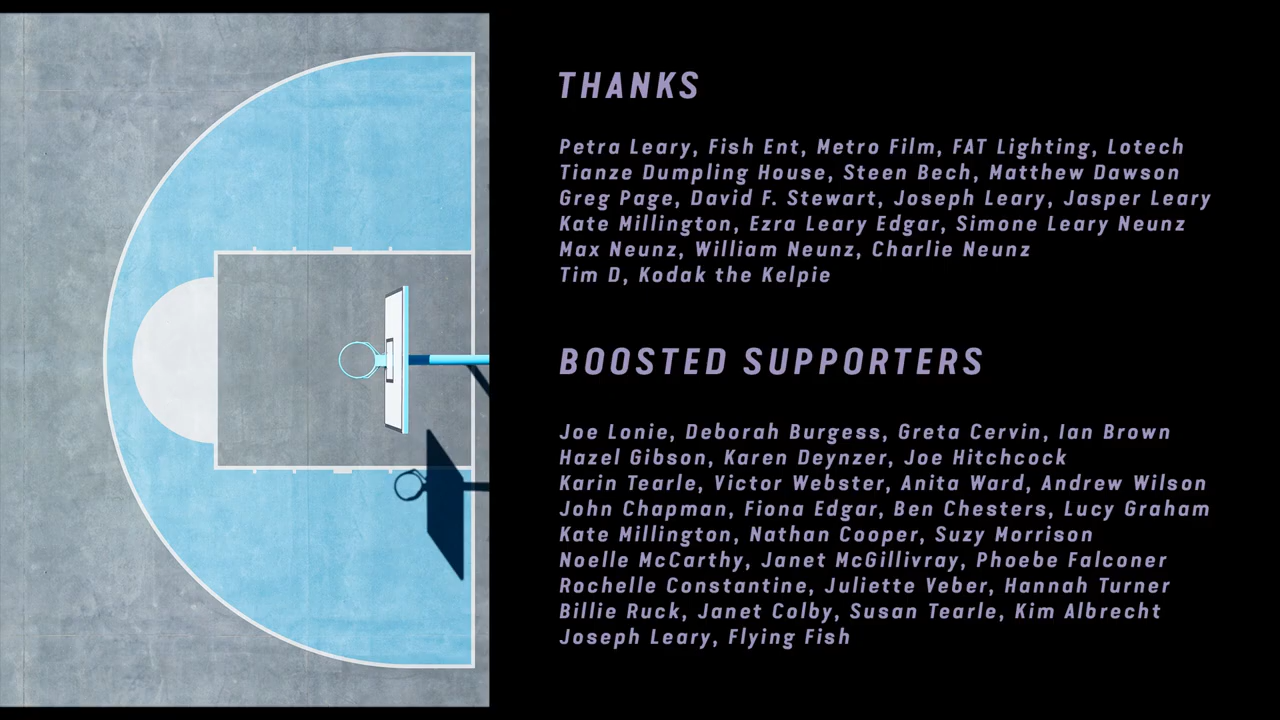 THANKS
Petra Leary, Fish Ent, Metro Film, FAT Lighting, Lotech
Tianze Dumpling House, Steen Bech, Matthew Dawson
Greg Page, David F. Stewart, Joseph Leary, Jasper Leary
Kate Millington, Ezra Leary Edgar, Simone Leary Neunz
Max Neunz, William Neunz, Charlie Neunz
Tim D, Kodak the Kelpie
BOOSTED SUPPORTERS
Joe Lonie, Deborah Burgess, Greta Cervin, Ian Brown
Hazel Gibson, Karen Deynzer, Joe Hitchcock
Karin Tearle, Victor Webster, Anita Ward, Andrew Wilson
John Chapman, Fiona Edgar, Ben Chesters, Lucy Graham
Kate Millington, Nathan Cooper, Suzy Morrison
Noelle McCarthy, Janet McGillivray, Phoebe Falconer
Rochelle Constantine, Juliette Veber, Hannah Turner
Billie Ruck, Janet Colby, Susan Tearle, Kim Albrecht
Joseph Leary, Flying Fish